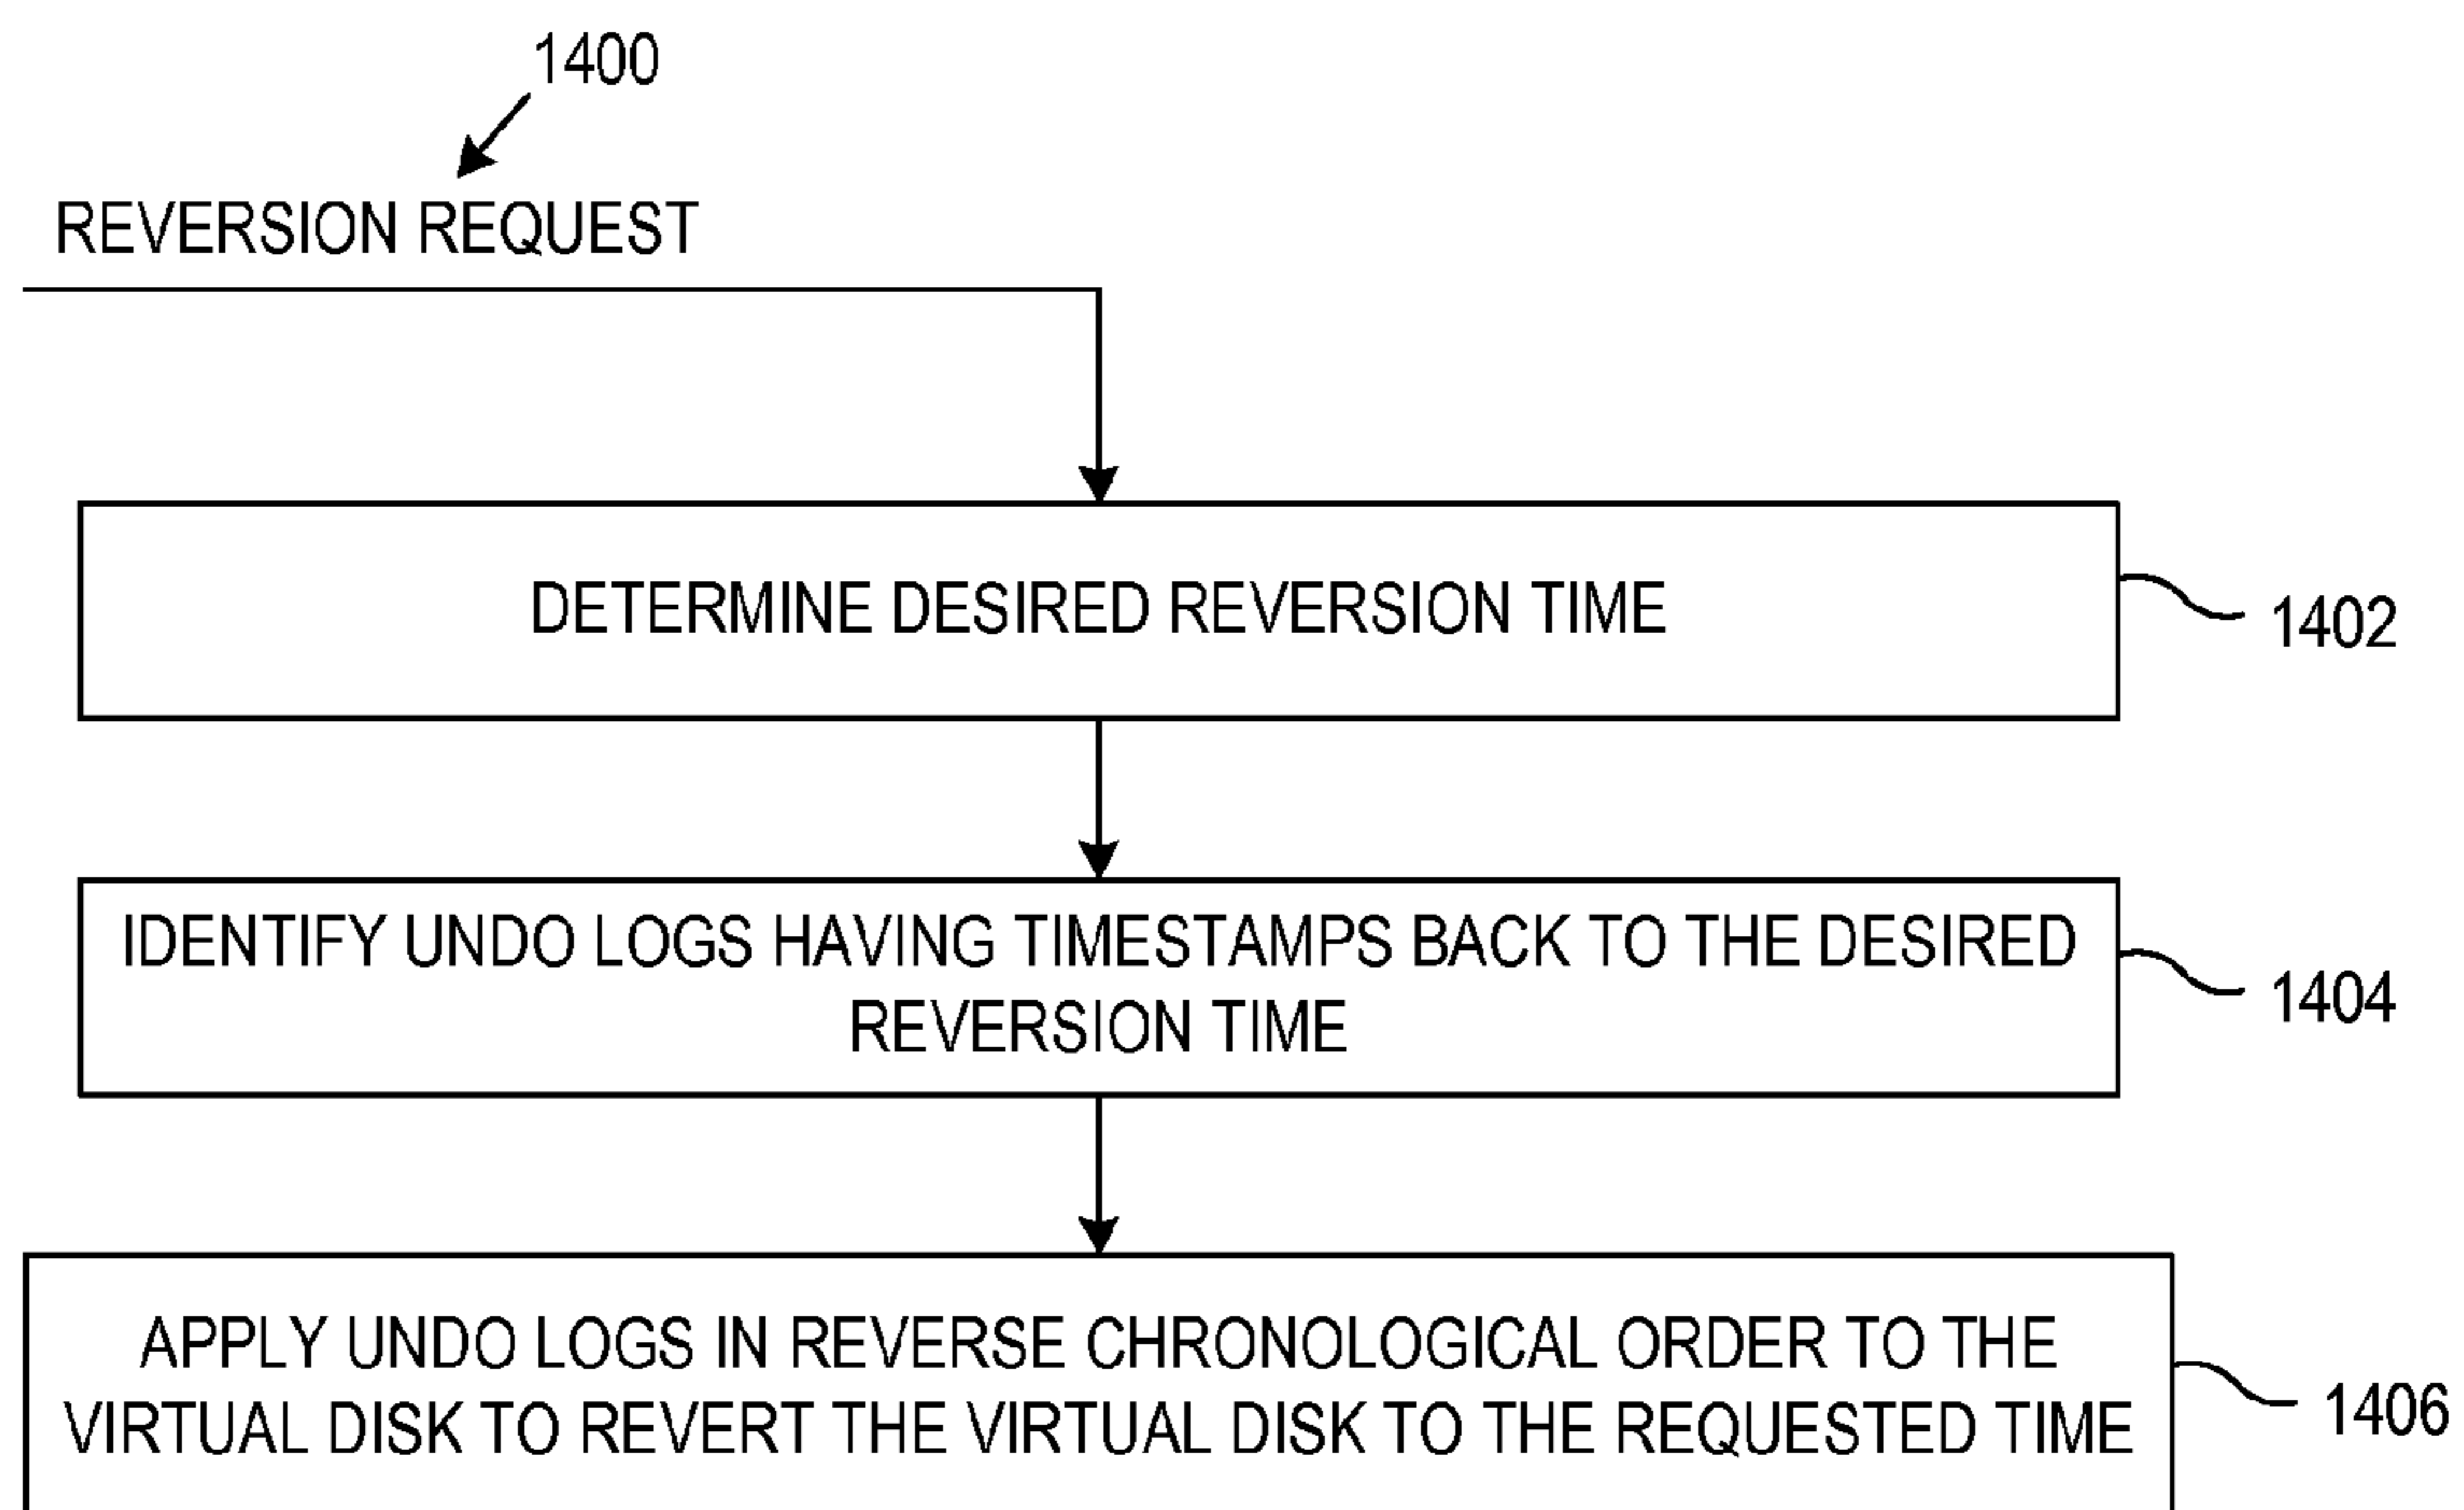 1400
REVERSION REQUEST
DETERMINE DESIRED REVERSION TIME
1402
IDENTIFY UNDO LOGS HAVING TIMESTAMPS BACK TO THE DESIRED
REVERSION TIME
1404
APPLY UNDO LOGS IN REVERSE CHRONOLOGICAL ORDER TO THE
VIRTUAL DISK TO REVERT THE VIRTUAL DISK TO THE REQUESTED TIME
1406